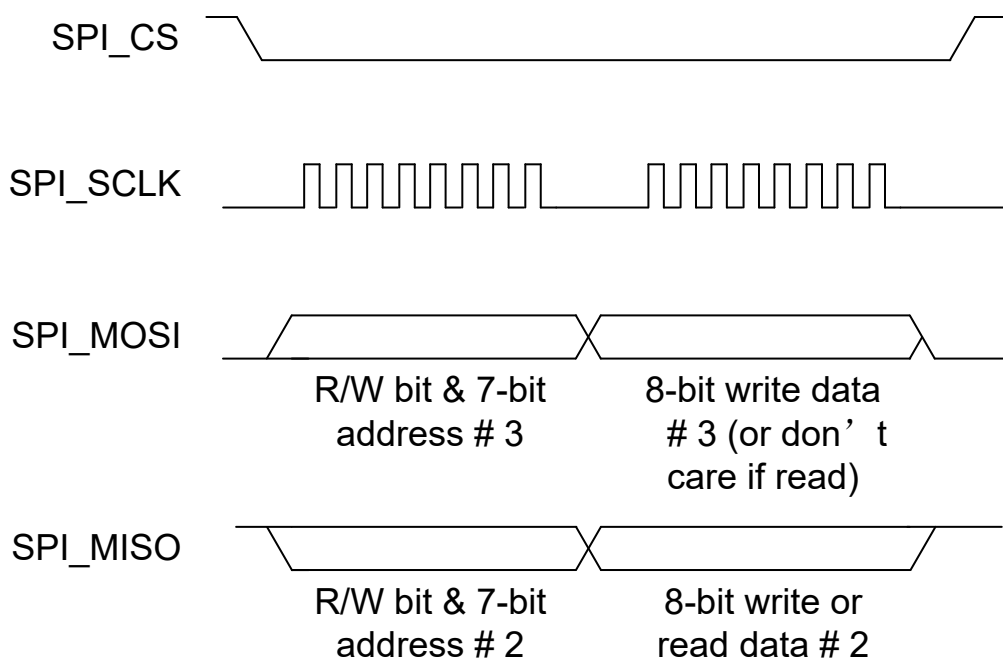 SPI_CS
SPI_SCLK
SPI_MOSI
R/W bit & 7-bit
address # 3
8-bit write data
# 3 (or don’ t
care if read)
SPI_MISO
R/W bit & 7-bit
address # 2
8-bit write or
read data # 2